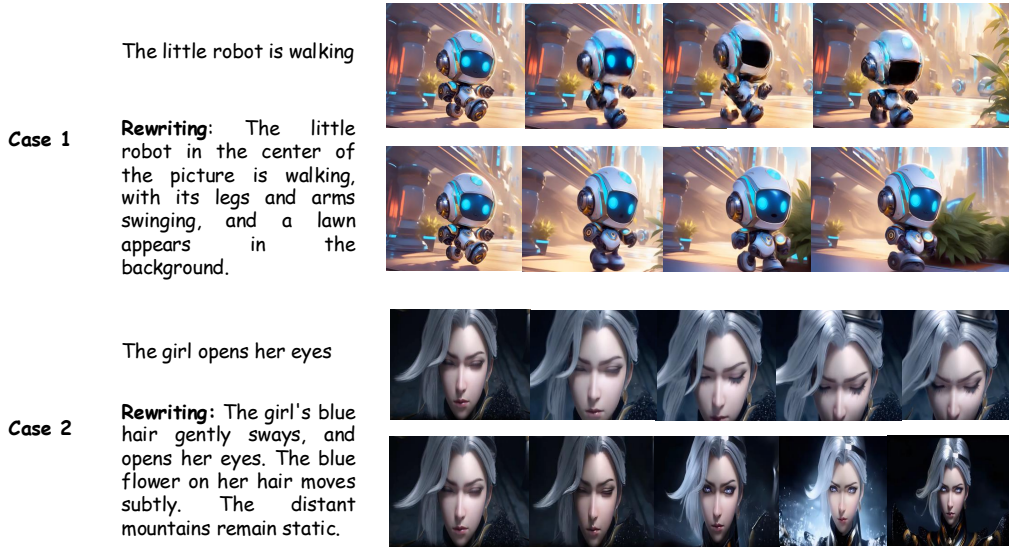 The little robot is walking
Case 1
Rewriting: The little
robot in the center of
the picture is walking,
with its legs and arms
swinging, and a lawn
appears in the
background.
The girl opens her eyes
Case 2
Rewriting: The girl's blue
hair gently sways, and
opens her eyes. The blue
flower on her hair moves
subtly. The distant
mountains remain static.